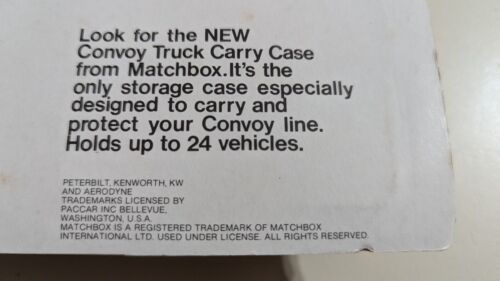 Look for the NEW
Convoy Truck Carry Case
from Matchbox.It's the
only storage case especially
designed to carry and
protect your Convoy line.
Holds up to 24 vehicles.
PETERBILT, KENWORTH, KW
AND AERODYNE
TRADEMARKS LICENSED BY
PACCAR INC BELLEVUE,
WASHINGTON, U.S.A.
MATCHBOX IS A REGISTERED TRADEMARK OF MATCHBOX
INTERNATIONAL LTD. USED UNDER LICENSE. ALL RIGHTS RESERVED.